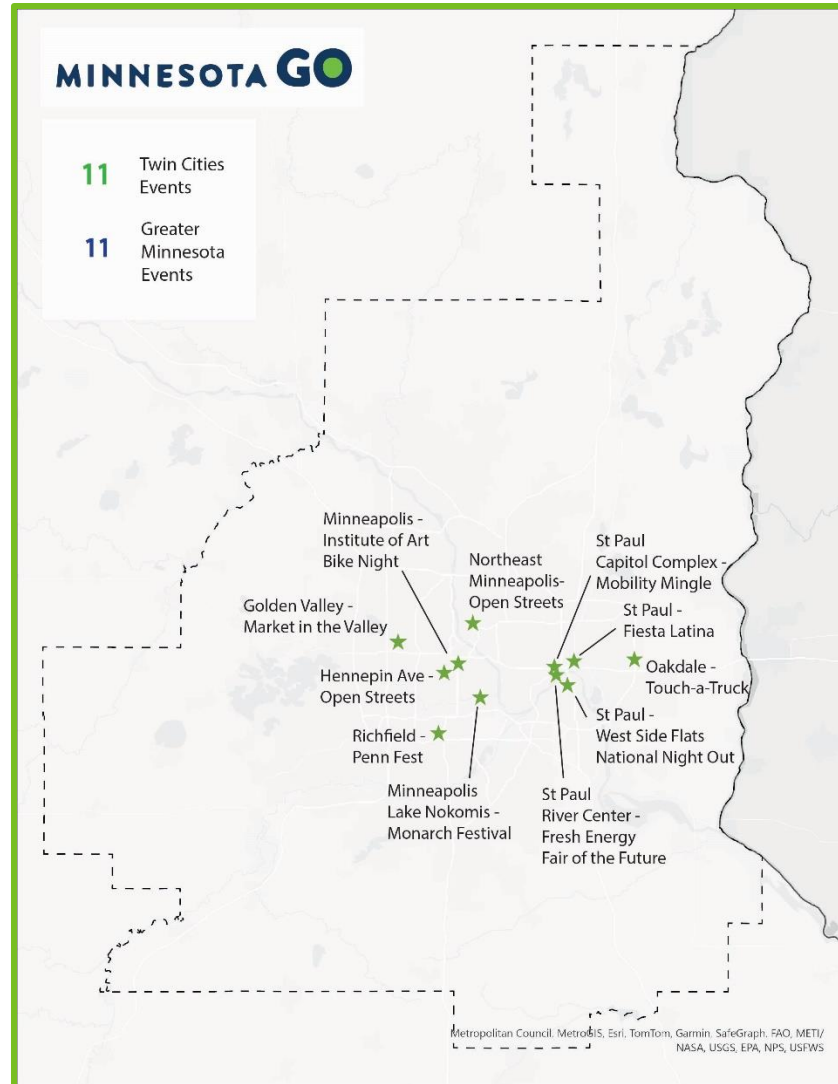 MINNESOTA GO
11 Twin Cities
Events
11 Greater
Minnesota
Events
Minneapolis -
Institute of Art
Bike Night
Northeast
Minneapolis-
Open Streets
St Paul
Capitol Complex -
Mobility Mingle
Golden Valley -
Market in the Valley
St Paul -
Fiesta Latina
Hennepin Ave -
Open Streets
Oakdale -
Touch-a-Truck
Richfield -
Penn Fest
St Paul -
West Side Flats
National Night Out
Minneapolis
Lake Nokomis -
Monarch Festival
St Paul
River Center -
Fresh Energy
Fair of the Future
Metropolitan Council, MetroGIS, Esri, TomTom, Garmin, SafeGraph, FAO, METI/
NASA, USGS, EPA, NPS, USFWS